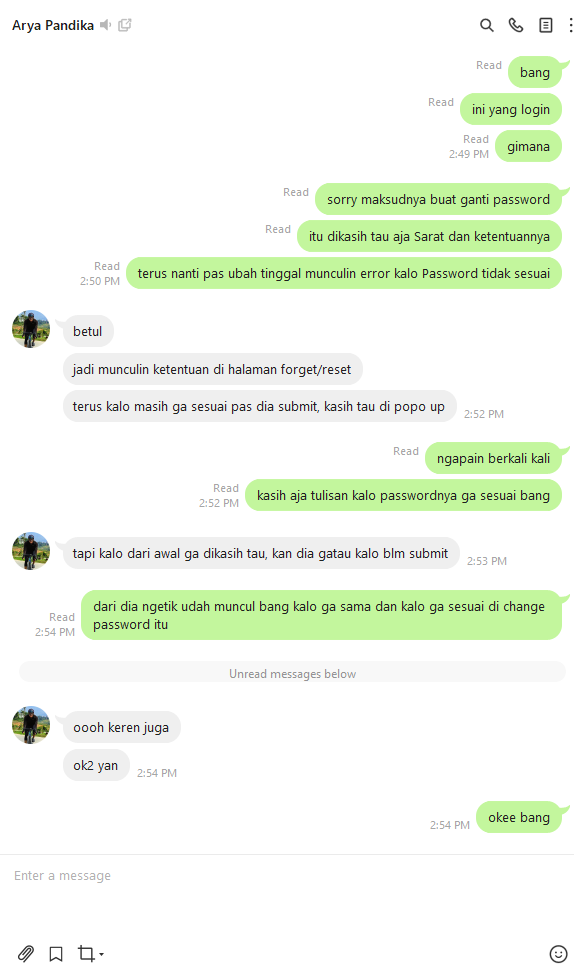 Arya Pandika
Read
bang
Read
ini yang login
Read
2:49 PM
gimana
Read
sorry maksudnya buat ganti password
Read
itu dikasih tau aja Sarat dan ketentuannya
Read
2:50 PM
terus nanti pas ubah tinggal munculin error kalo Password tidak sesuai
betul
jadi munculin ketentuan di halaman forget/reset
terus kalo masih ga sesuai pas dia submit, kasih tau di popo up
2:52 PM
Read
ngapain berkali kali
Read
2:52 PM
kasih aja tulisan kalo passwordnya ga sesuai bang
tapi kalo dari awal ga dikasih tau, kan dia gatau kalo blm submit
2:53 PM
Read
2:54 PM
dari dia ngetik udah muncul bang kalo ga sama dan kalo ga sesuai di change
password itu
Unread messages below
oooh keren juga
ok2 yan
2:54 PM
2:54 PM
okee bang
Enter a message